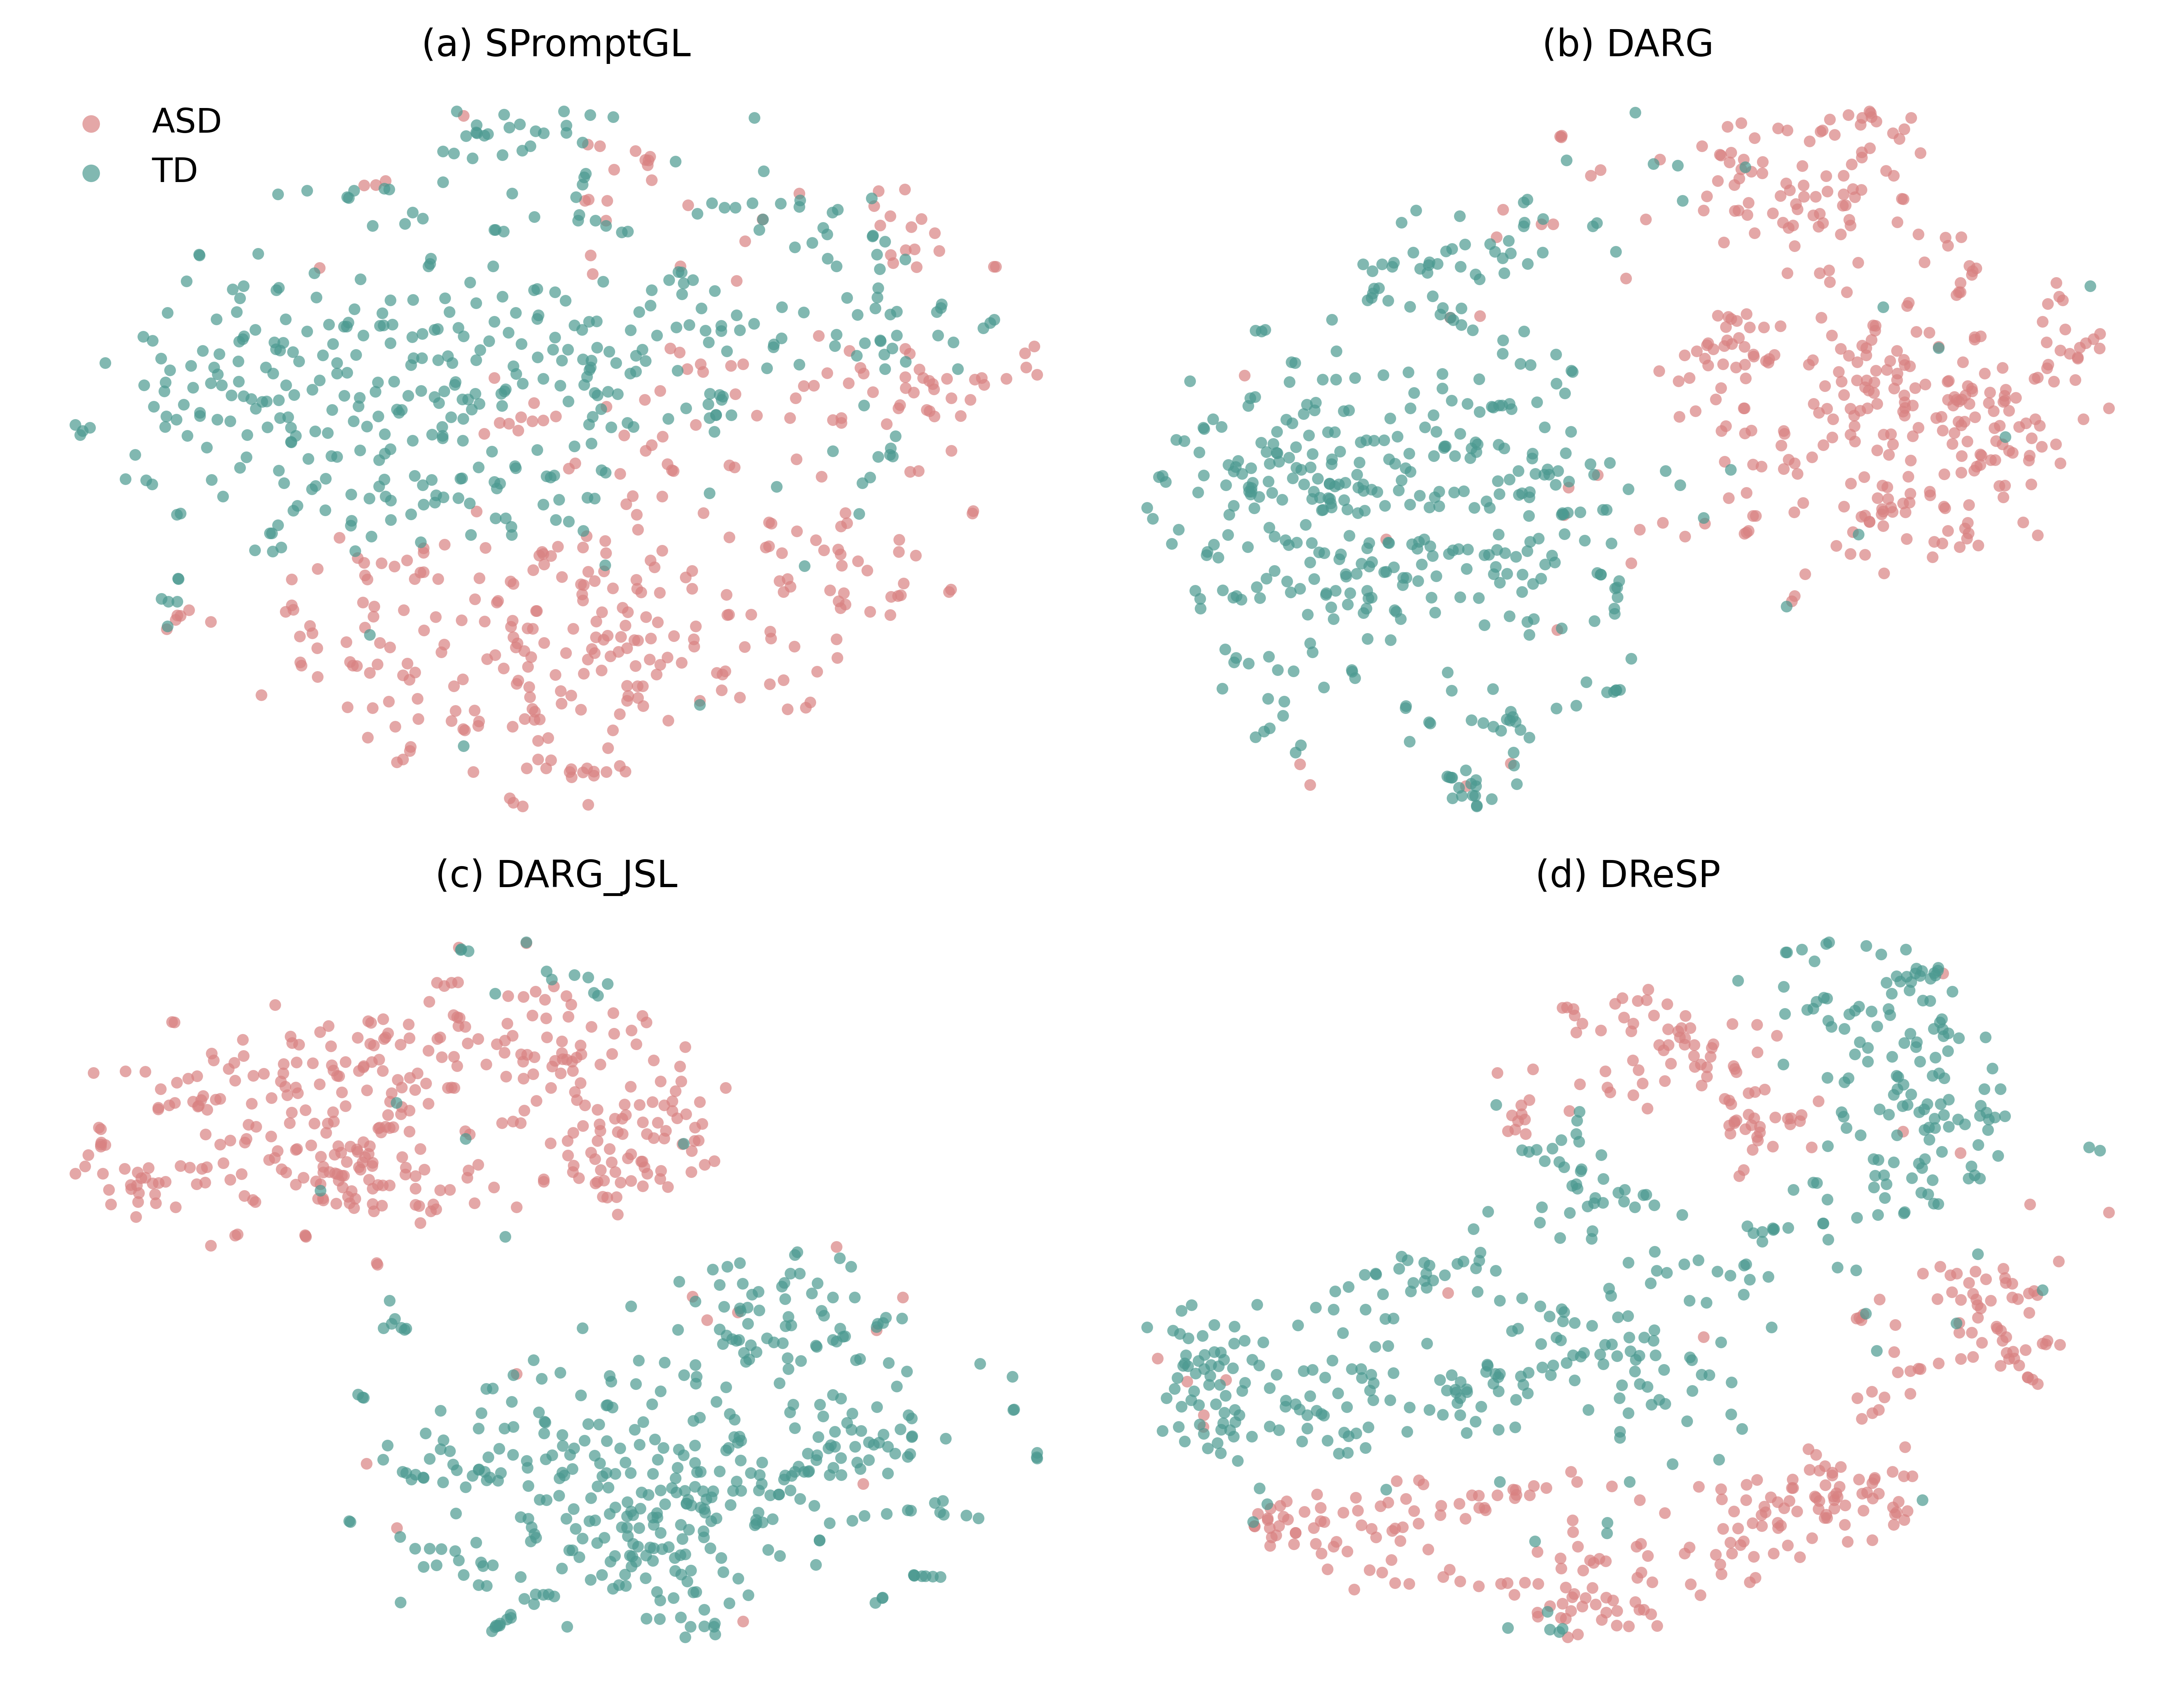 (a) SPromptGL
(b) DARG
ASD
TD
(c) DARG_JSL
(d) DReSP